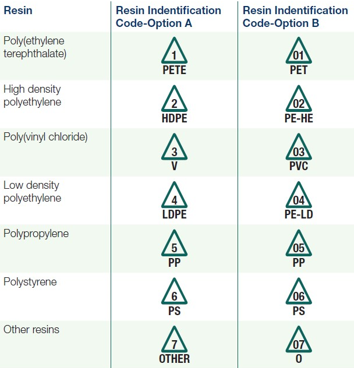 Resin
Resin Indentification
Code-Option A
Resin Indentification
Code-Option B
Poly(ethylene
terephthalate)
1
PETE
01
PET
High density
polyethylene
2
HDPE
02
PE-HE
Poly(vinyl chloride)
3
V
03
PVC
Low density
polyethylene
4
LDPE
04
PE-LD
Polypropylene
5
PP
05
PP
Polystyrene
6
PS
06
PS
Other resins
7
OTHER
07
O